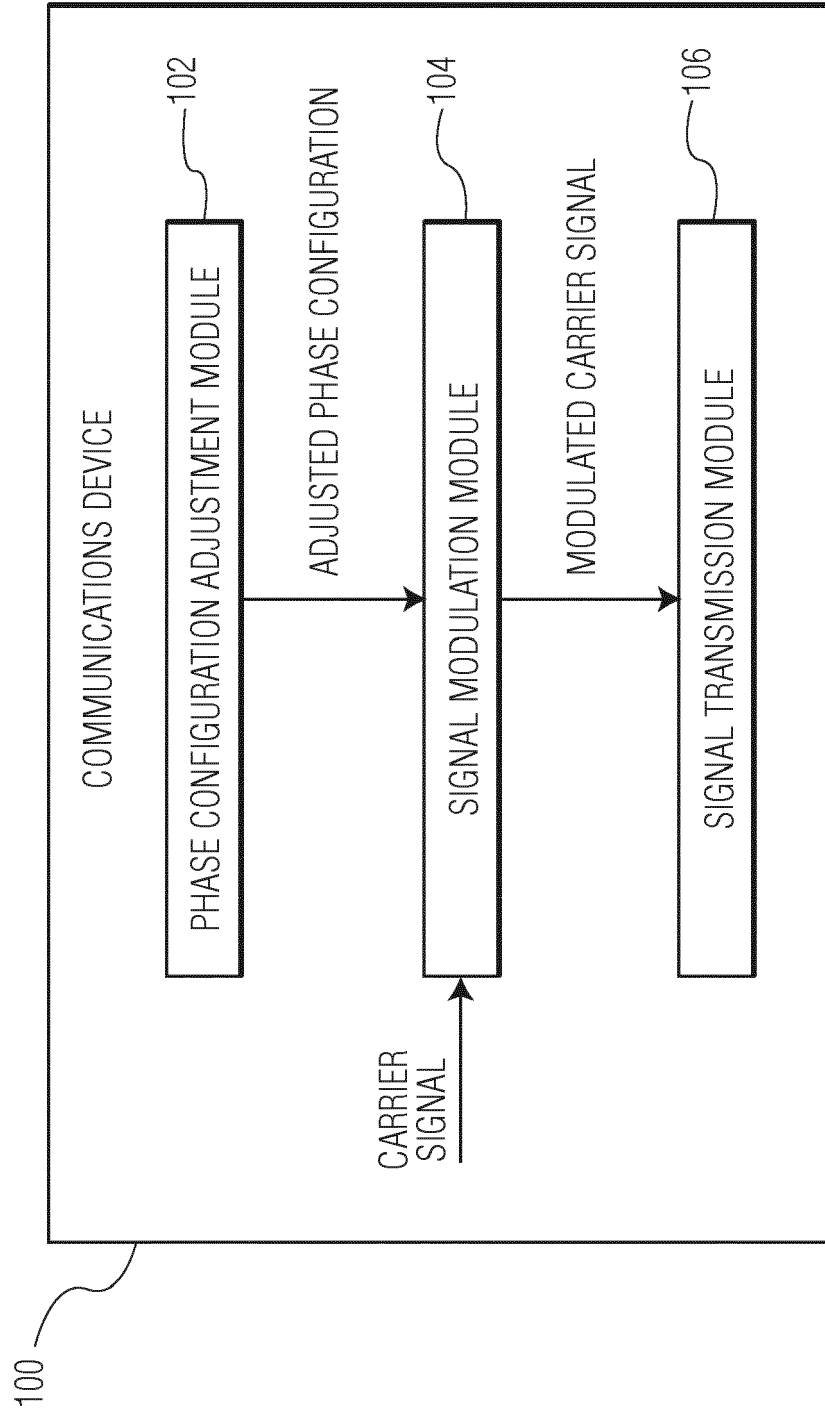 100
COMMUNICATIONS DEVICE
PHASE CONFIGURATION ADJUSTMENT MODULE
102
ADJUSTED PHASE CONFIGURATION
CARRIER
SIGNAL
SIGNAL MODULATION MODULE
104
MODULATED CARRIER SIGNAL
SIGNAL TRANSMISSION MODULE
106